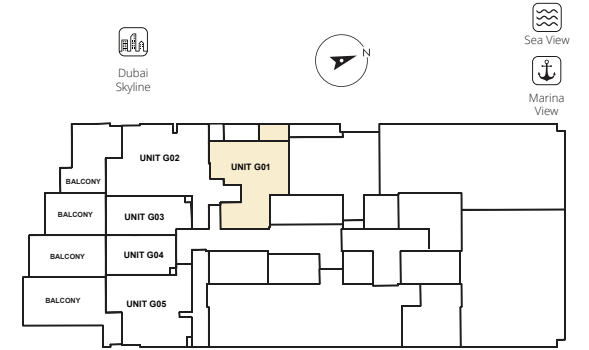 Sea View
N
Dubai
Skyline
Marina
View
UNIT G02
UNIT G01
BALCONY
BALCONY
UNIT G03
BALCONY
UNIT G04
BALCONY
UNIT G05